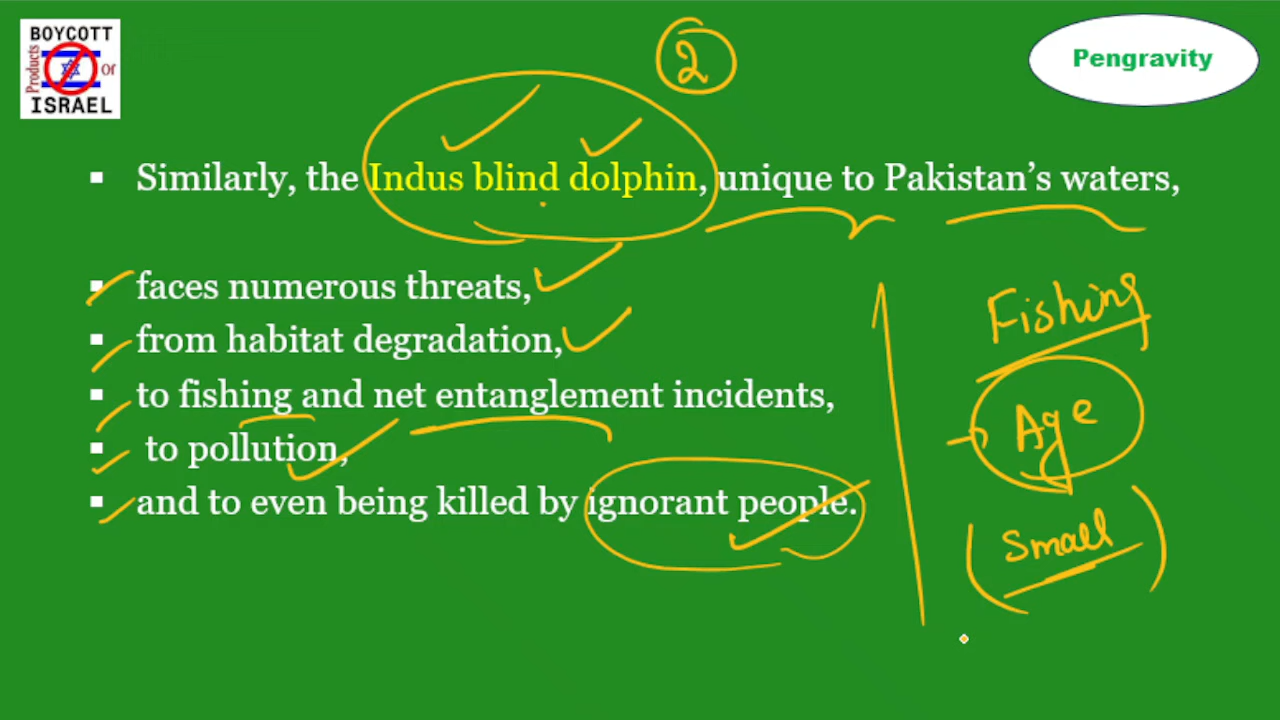 BOYCOTT
Products of
ISRAEL
Pengravity
2
▪ Similarly, the Indus blind dolphin, unique to Pakistan's waters,
▪ faces numerous threats,
▪ from habitat degradation,
▪ to fishing and net entanglement incidents,
▪ to pollution,
▪ and to even being killed by ignorant people.
Fishing
Age
(Small)